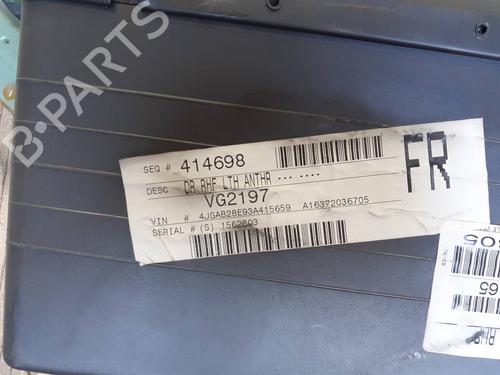 B-PARTS
SEQ # 414698
DESC DR RHF LTH ANTHR --- ----
VG2197
FR
VIN # 4JGAB28E93A415659 A16372036705
SERIAL # (S) 1562803